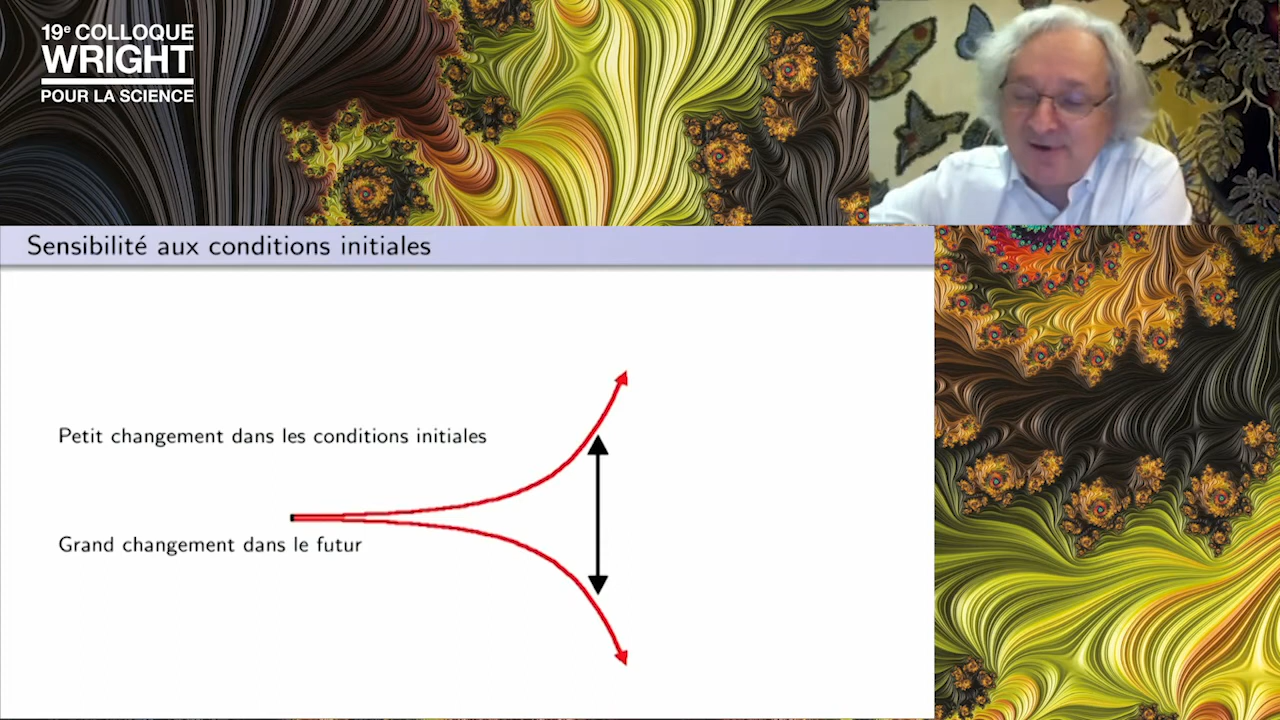 19e COLLOQUE
WRIGHT
POUR LA SCIENCE
Sensibilité aux conditions initiales
Petit changement dans les conditions initiales
Grand changement dans le futur